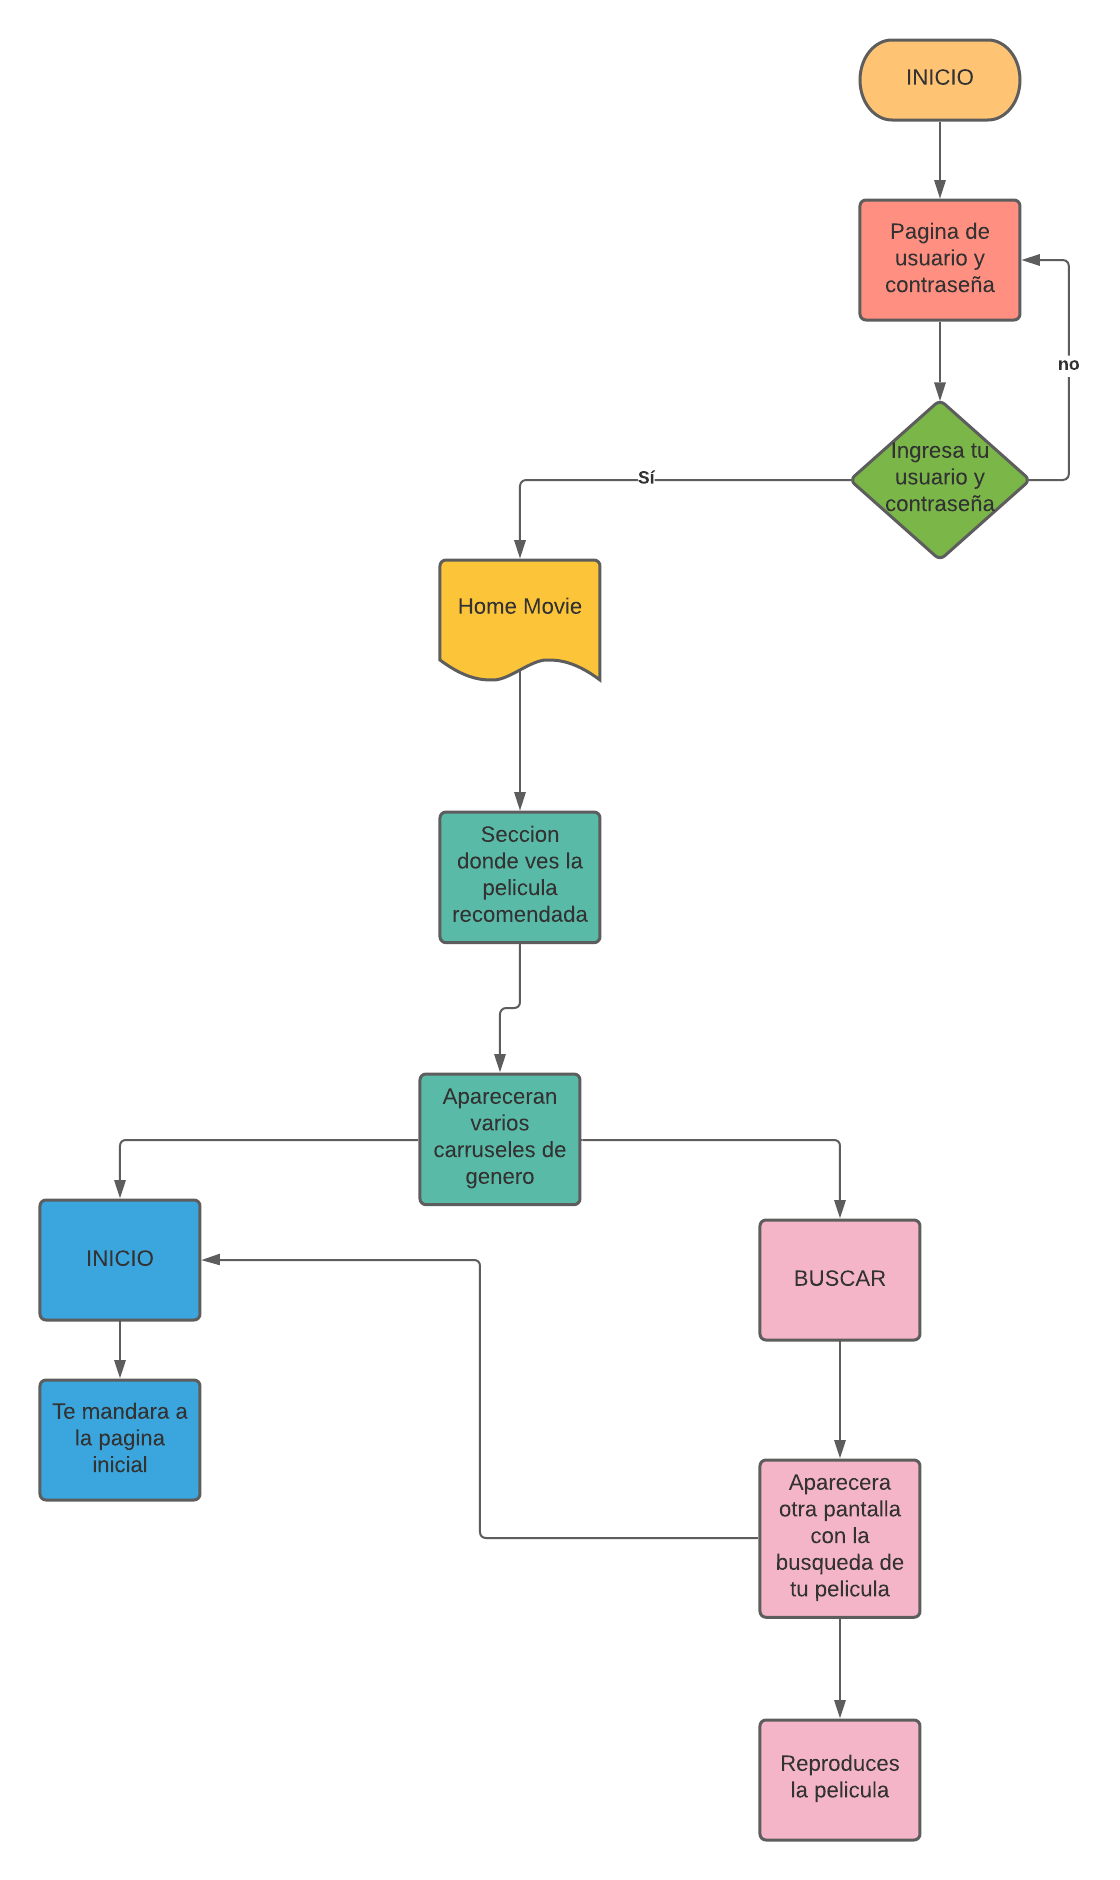 INICIO
Pagina de
usuario y
contraseña
no
Ingresa tu
usuario y
contraseña
Sí
Home Movie
Seccion
donde ves la
pelicula
recomendada
Apareceran
varios
carruseles de
genero
INICIO
BUSCAR
Te mandara a
la pagina
inicial
Aparecera
otra pantalla
con la
busqueda de
tu pelicula
Reproduces
la pelicula